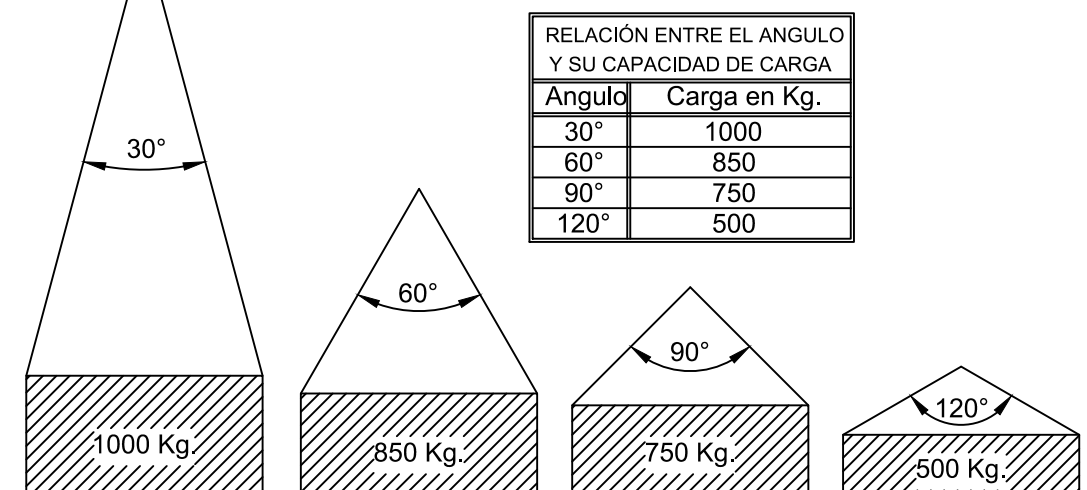 RELACIÓN ENTRE EL ANGULO
Y SU CAPACIDAD DE CARGA
Angulo Carga en Kg.
30° 1000
60° 850
90° 750
120° 500
30°
60°
90°
120°
1000 Kg.
850 Kg.
750 Kg.
500 Kg.